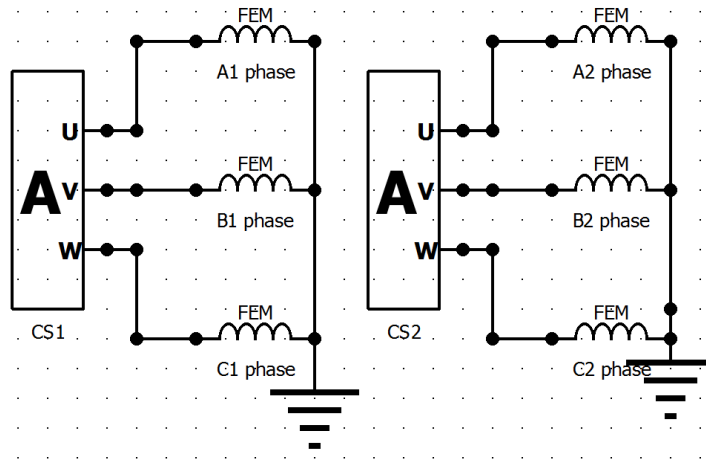 FEM
A1 phase
U
A
V
FEM
B1 phase
W
FEM
CS1
C1 phase
FEM
A2 phase
U
A
V
FEM
B2 phase
W
FEM
CS2
C2 phase